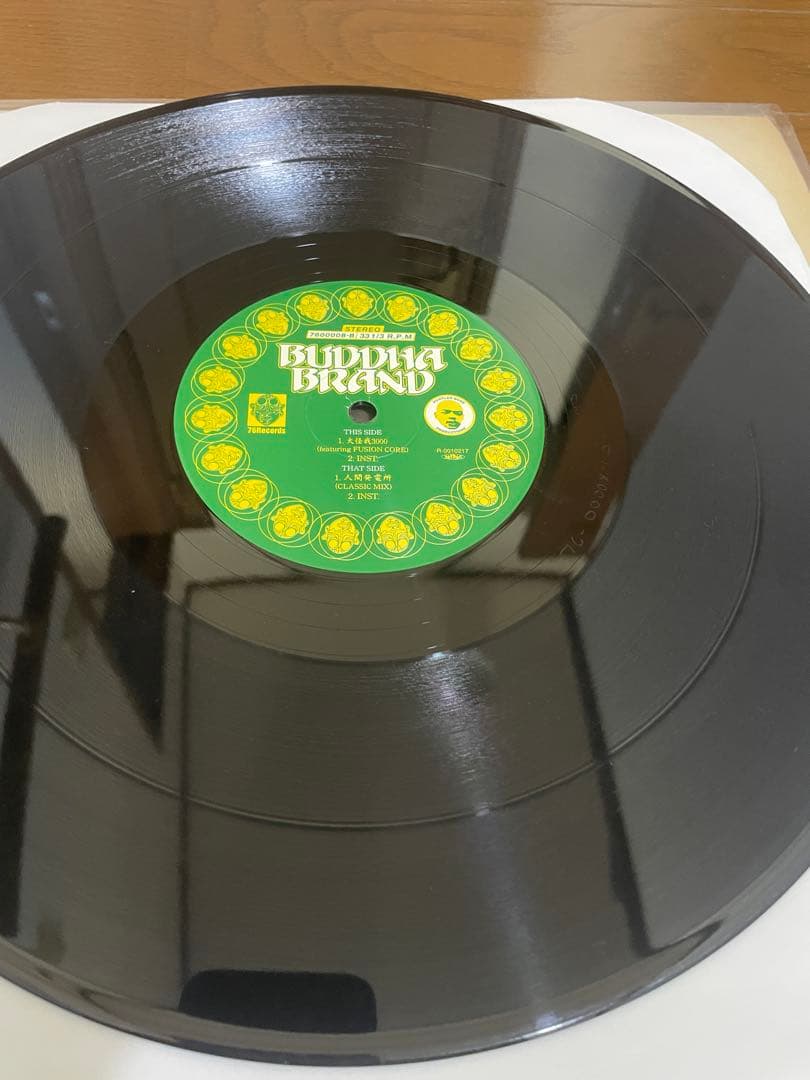 STEREO
7660008-B/33 1/3 R.P.M
BUDDHA
BRAND
76Records
THIS SIDE
1. 大怪我3000
(featuring FUSION CORE)
2. INST.
THAT SIDE
1. 人間発電所
(CLASSIC MIX)
2. INST.
R-0010217